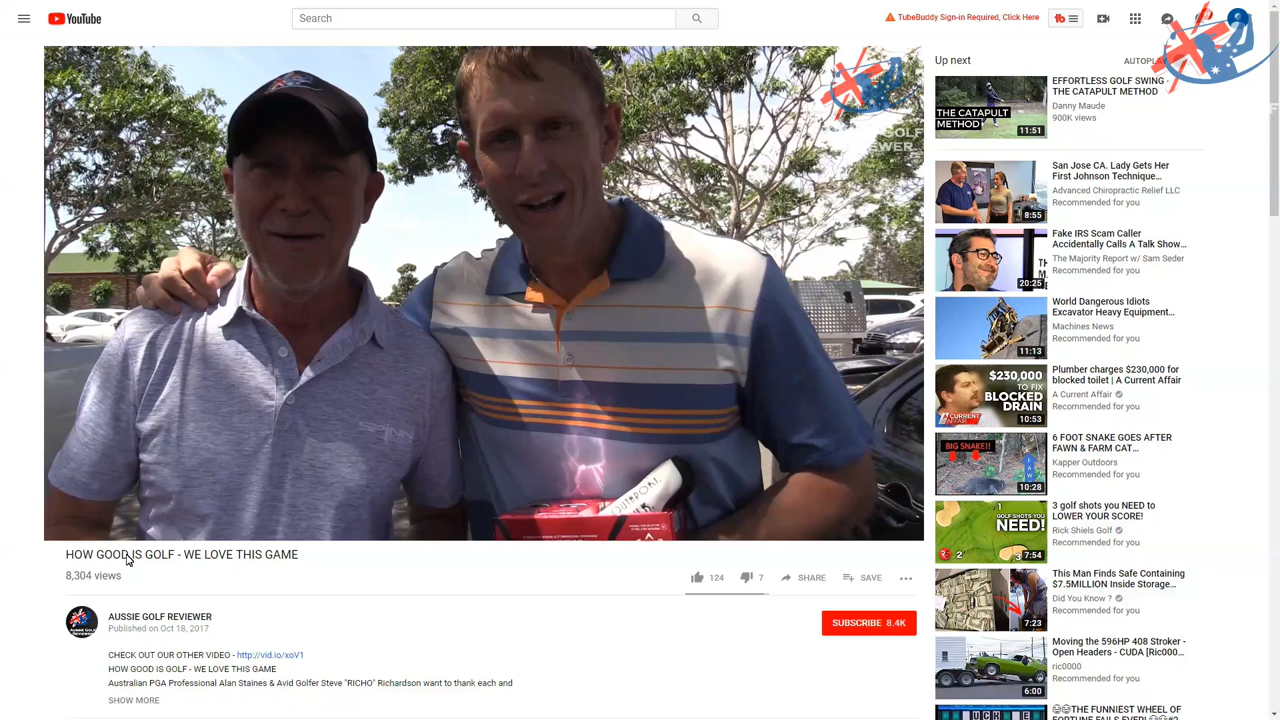 YouTube
Search
TubeBuddy Sign-in Required, Click Here
GOLF
HOW GOOD IS GOLF - WE LOVE THIS GAME
8,304 views
124
7
SHARE
SAVE
AUSSIE GOLF REVIEWER
Published on Oct 18, 2017
SUBSCRIBE 8.4K
CHECK OUT OUR OTHER VIDEO - http://vid.io/xoV1
HOW GOOD IS GOLF - WE LOVE THIS GAME
Australian PGA Professional Alan Staines & Avid Golfer Steve "RICHO" Richardson want to thank each and
SHOW MORE
Up next
THE CATAPULT
METHOD
11:51
EFFORTLESS GOLF SWING -
THE CATAPULT METHOD
Danny Maude
900K views
8:55
San Jose CA. Lady Gets Her
First Johnson Technique...
Advanced Chiropractic Relief LLC
Recommended for you
20:25
Fake IRS Scam Caller
Accidentally Calls A Talk Show...
The Majority Report w/ Sam Seder
Recommended for you
11:13
World Dangerous Idiots
Excavator Heavy Equipment...
Machines News
Recommended for you
$230,000
TO FIX
BLOCKED
DRAIN
A CURRENT
AFFAIR
10:53
Plumber charges $230,000 for
blocked toilet | A Current Affair
A Current Affair
Recommended for you
BIG SNAKE!!
10:28
6 FOOT SNAKE GOES AFTER
FAWN & FARM CAT...
Kapper Outdoors
Recommended for you
GOLF SHOTS YOU
NEED!
7:54
3 golf shots you NEED to
LOWER YOUR SCORE!
Rick Shiels Golf
Recommended for you
7:23
This Man Finds Safe Containing
$7.5MILLION Inside Storage...
Did You Know ?
Recommended for you
6:00
Moving the 596HP 408 Stroker -
Open Headers - CUDA [Ric000...
ric0000
Recommended for you
😂😂THE FUNNIEST WEEK OF